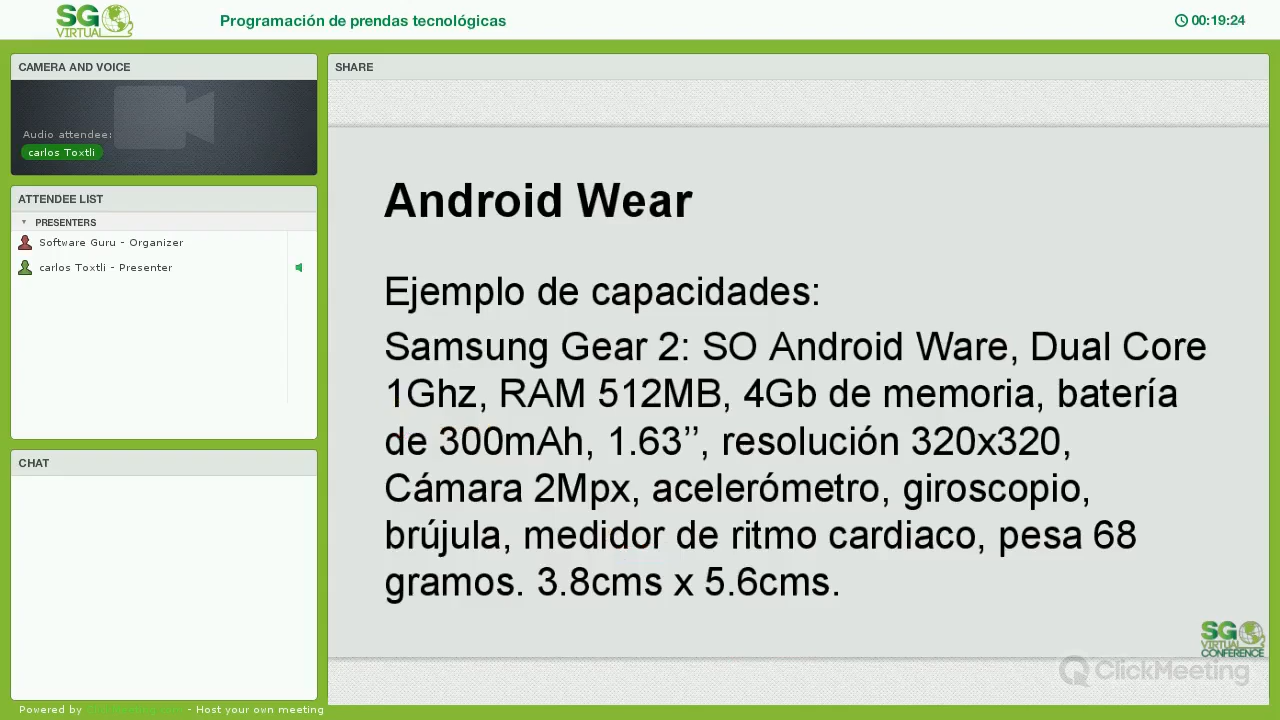 SG
VIRTUAL
Programación de prendas tecnológicas
00:19:24
CAMERA AND VOICE
Audio attendee:
carlos Toxtli
ATTENDEE LIST
PRESENTERS
Software Guru - Organizer
carlos Toxtli - Presenter
CHAT
Powered by ClickMeeting.com - Host your own meeting
SHARE
Android Wear
Ejemplo de capacidades:
Samsung Gear 2: SO Android Ware, Dual Core
1Ghz, RAM 512MB, 4Gb de memoria, batería
de 300mAh, 1.63’’, resolución 320x320,
Cámara 2Mpx, acelerómetro, giroscopio,
brújula, medidor de ritmo cardiaco, pesa 68
gramos. 3.8cms x 5.6cms.
SG
VIRTUAL
CONFERENCE
ClickMeeting